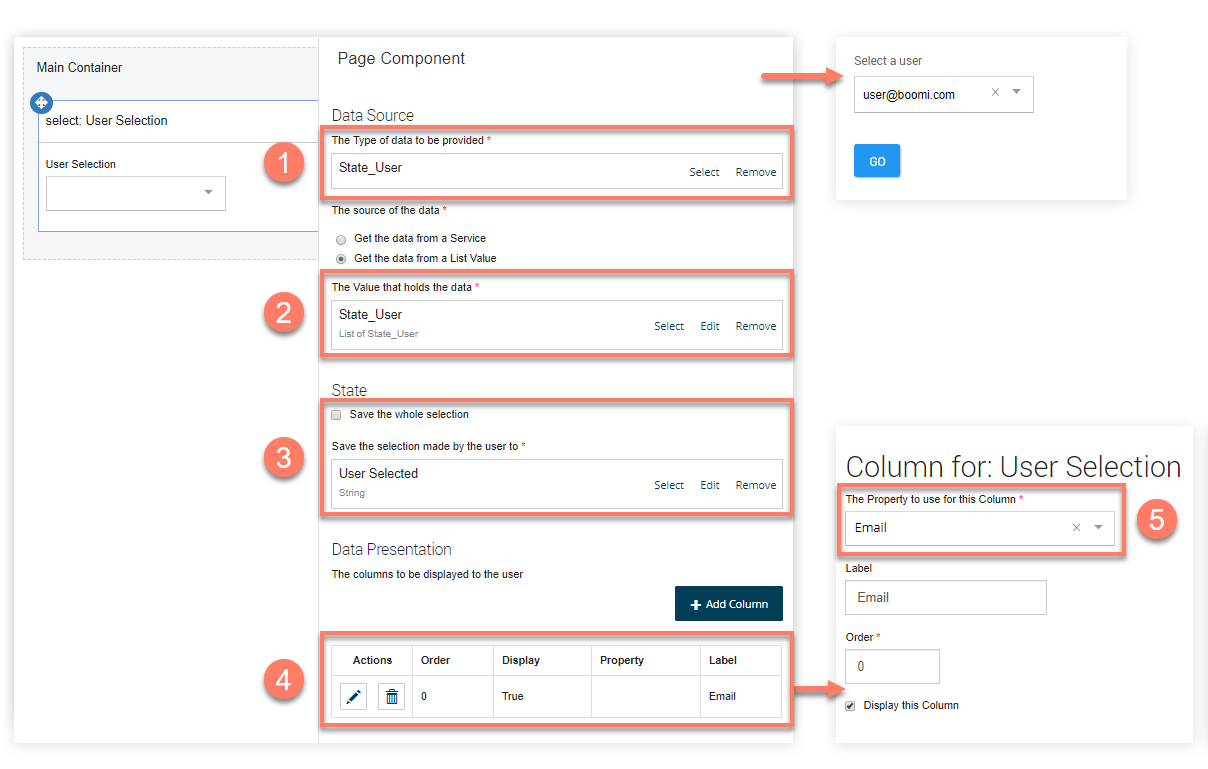 Main Container
select: User Selection
User Selection
Page Component
Data Source
1
The Type of data to be provided *
State_User
Select Remove
The source of the data *
Get the data from a Service
Get the data from a List Value
2
The Value that holds the data *
State_User
List of State_User
Select Edit Remove
State
3
Save the whole selection
Save the selection made by the user to *
User Selected
String
Select Edit Remove
Data Presentation
The columns to be displayed to the user
+ Add Column
4
Actions Order Display Property Label
0 True Email
Select a user
user@boomi.com ×
GO
Column for: User Selection
The Property to use for this Column *
Email ×
5
Label
Email
Order *
0
Display this Column